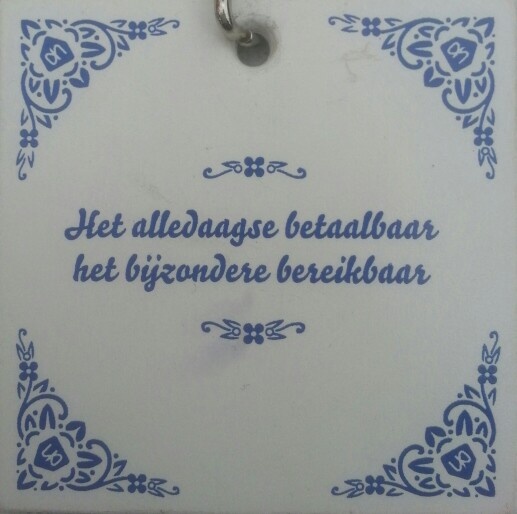 Het alledaagse betaalbaar
het bijzondere bereikbaar